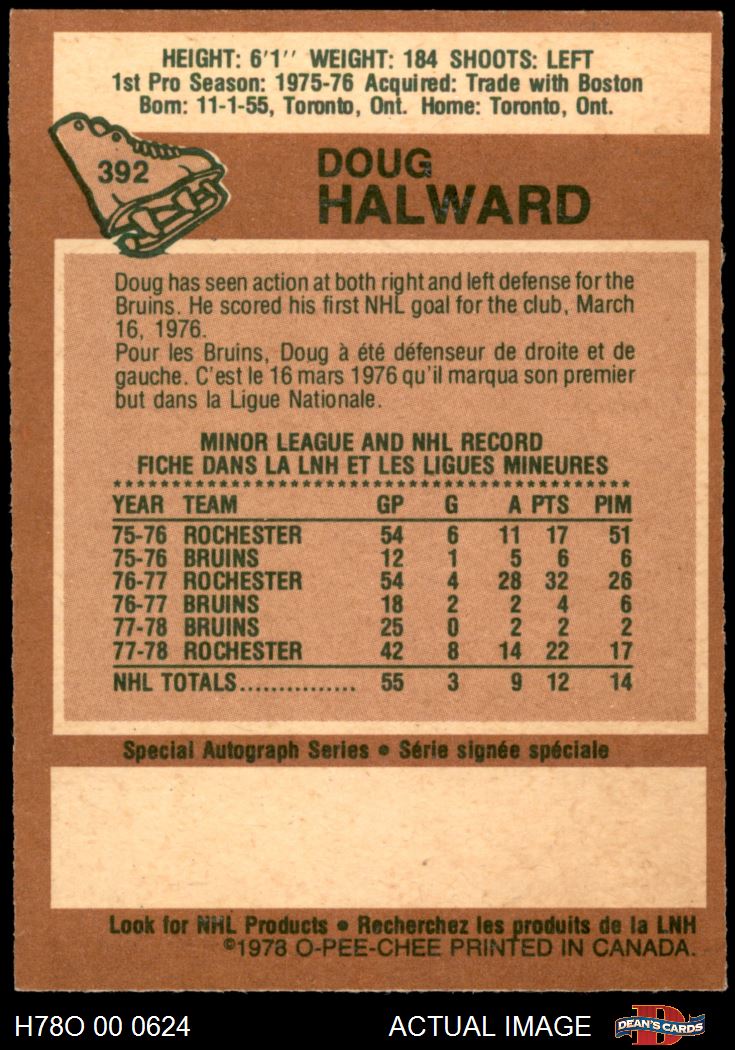 HEIGHT: 6'1'' WEIGHT: 184 SHOOTS: LEFT
1st Pro Season: 1975-76 Acquired: Trade with Boston
Born: 11-1-55, Toronto, Ont. Home: Toronto, Ont.
392
DOUG
HALWARD
Doug has seen action at both right and left defense for the
Bruins. He scored his first NHL goal for the club, March
16, 1976.
Pour les Bruins, Doug à été défenseur de droite et de
gauche. C'est le 16 mars 1976 qu'il marqua son premier
but dans la Ligue Nationale.
MINOR LEAGUE AND NHL RECORD
FICHE DANS LA LNH ET LES LIGUES MINEURES
YEAR TEAM GP G A PTS PIM
75-76 ROCHESTER 54 6 11 17 51
75-76 BRUINS 12 1 5 6 6
76-77 ROCHESTER 54 4 28 32 26
76-77 BRUINS 18 2 2 4 6
77-78 BRUINS 25 0 2 2 2
77-78 ROCHESTER 42 8 14 22 17
NHL TOTALS............... 55 3 9 12 14
Special Autograph Series • Série signée spéciale
Look for NHL Products • Recherchez les produits de la LNH
©1978 O-PEE-CHEE PRINTED IN CANADA.
H78O 00 0624 ACTUAL IMAGE D DEAN'S CARDS